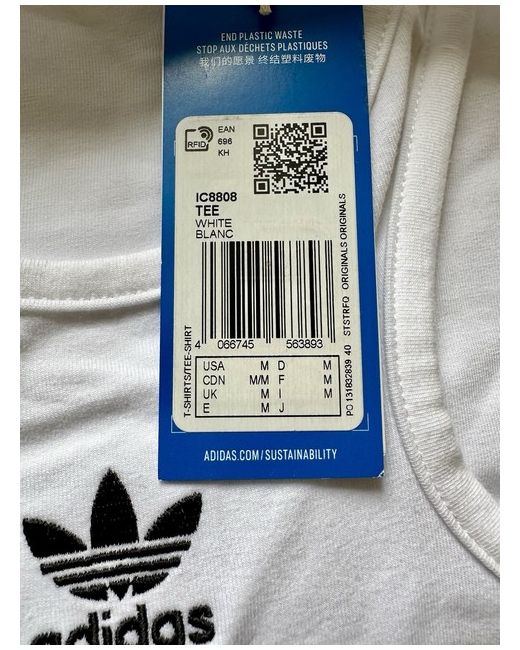 END PLASTIC WASTE
STOP AUX DÉCHETS PLASTIQUES
我们的愿景 终结塑料废物
RFID
EAN
696
KH
IC8808
TEE
WHITE
BLANC
4 066745 563893
T-SHIRTS/TEE-SHIRT
PO 131832839 40 STSTRFQ ORIGINALS ORIGINALS
USA M D M
CDN M/M F M
UK M I M
E M J
ADIDAS.COM/SUSTAINABILITY
adidas